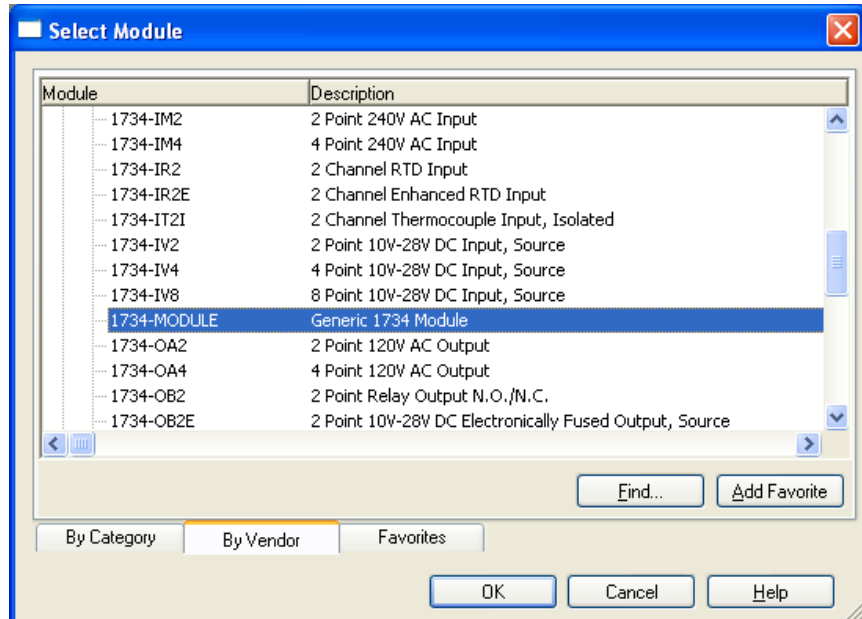 Select Module
Module Description
1734-IM2 2 Point 240V AC Input
1734-IM4 4 Point 240V AC Input
1734-IR2 2 Channel RTD Input
1734-IR2E 2 Channel Enhanced RTD Input
1734-IT2I 2 Channel Thermocouple Input, Isolated
1734-IV2 2 Point 10V-28V DC Input, Source
1734-IV4 4 Point 10V-28V DC Input, Source
1734-IV8 8 Point 10V-28V DC Input, Source
1734-MODULE Generic 1734 Module
1734-OA2 2 Point 120V AC Output
1734-OA4 4 Point 120V AC Output
1734-OB2 2 Point Relay Output N.O./N.C.
1734-OB2E 2 Point 10V-28V DC Electronically Fused Output, Source
Find... Add Favorite
By Category By Vendor Favorites
OK Cancel Help